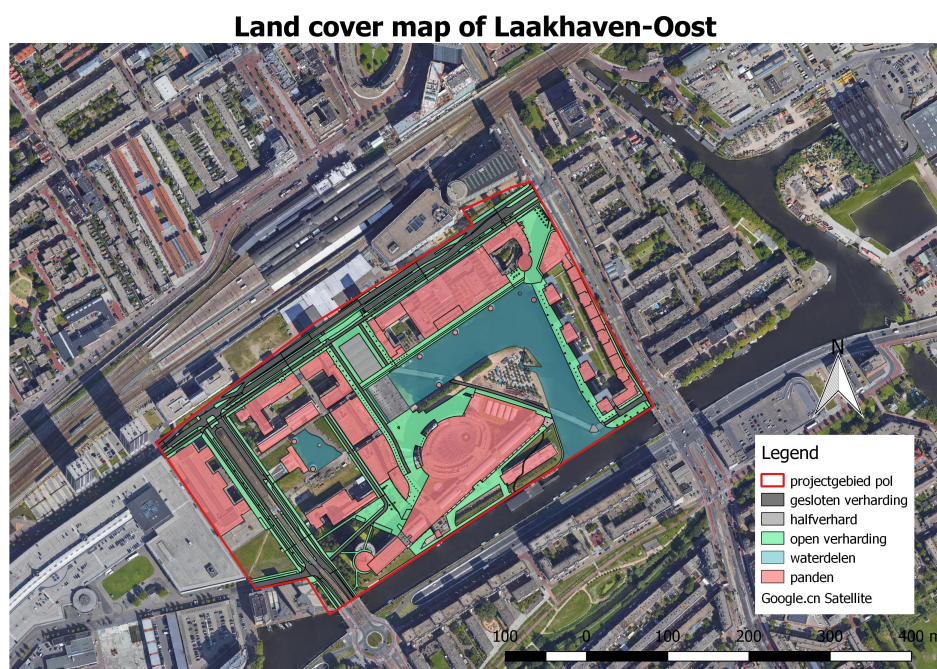 Land cover map of Laakhaven-Oost
N
Legend
projectgebied pol
gesloten verharding
halfverhard
open verharding
waterdelen
panden
Google.cn Satellite
100 0 100 200 300 400 m